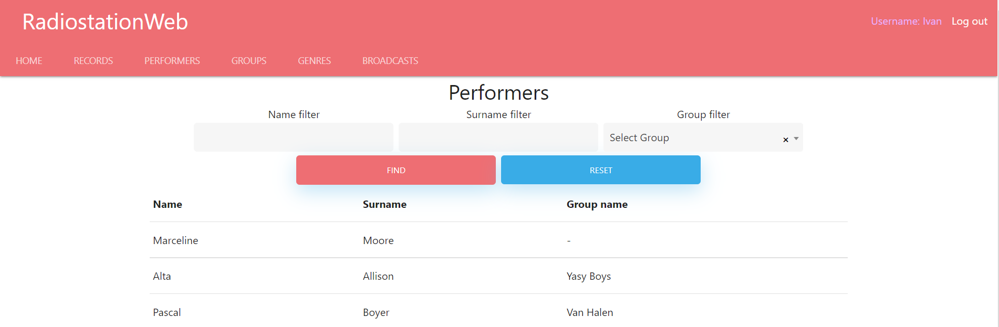 RadiostationWeb
Username: Ivan Log out
HOME RECORDS PERFORMERS GROUPS GENRES BROADCASTS
Performers
Name filter Surname filter Group filter
Select Group × 
FIND RESET
Name Surname Group name
Marceline Moore -
Alta Allison Yasy Boys
Pascal Boyer Van Halen